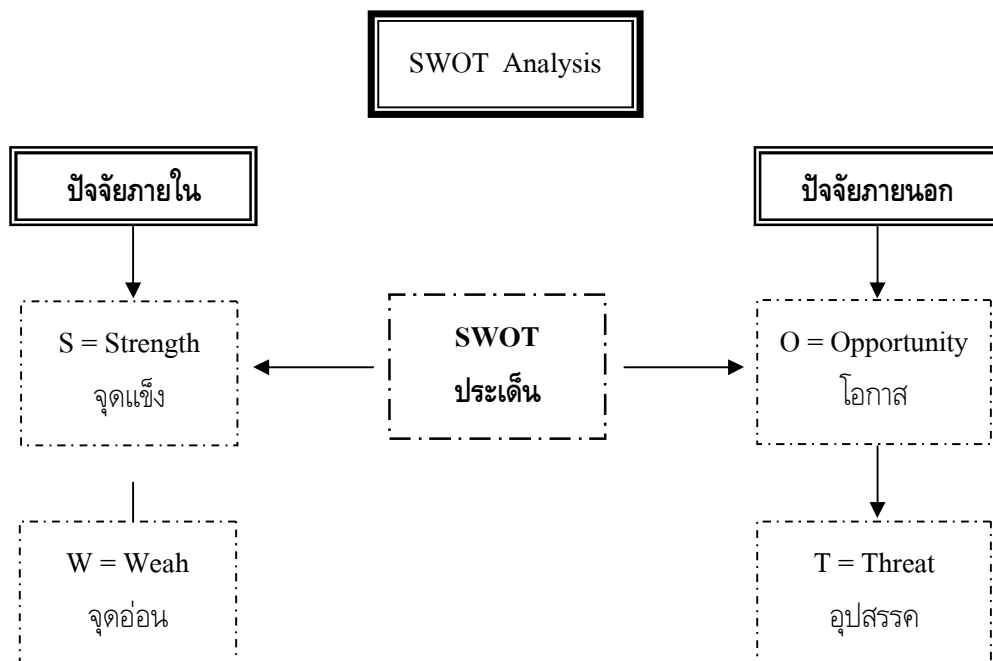 SWOT Analysis
ปัจจัยภายใน
ปัจจัยภายนอก
S = Strength
จุดแข็ง
SWOT
ประเด็น
O = Opportunity
โอกาส
W = Weah
จุดอ่อน
T = Threat
อุปสรรค